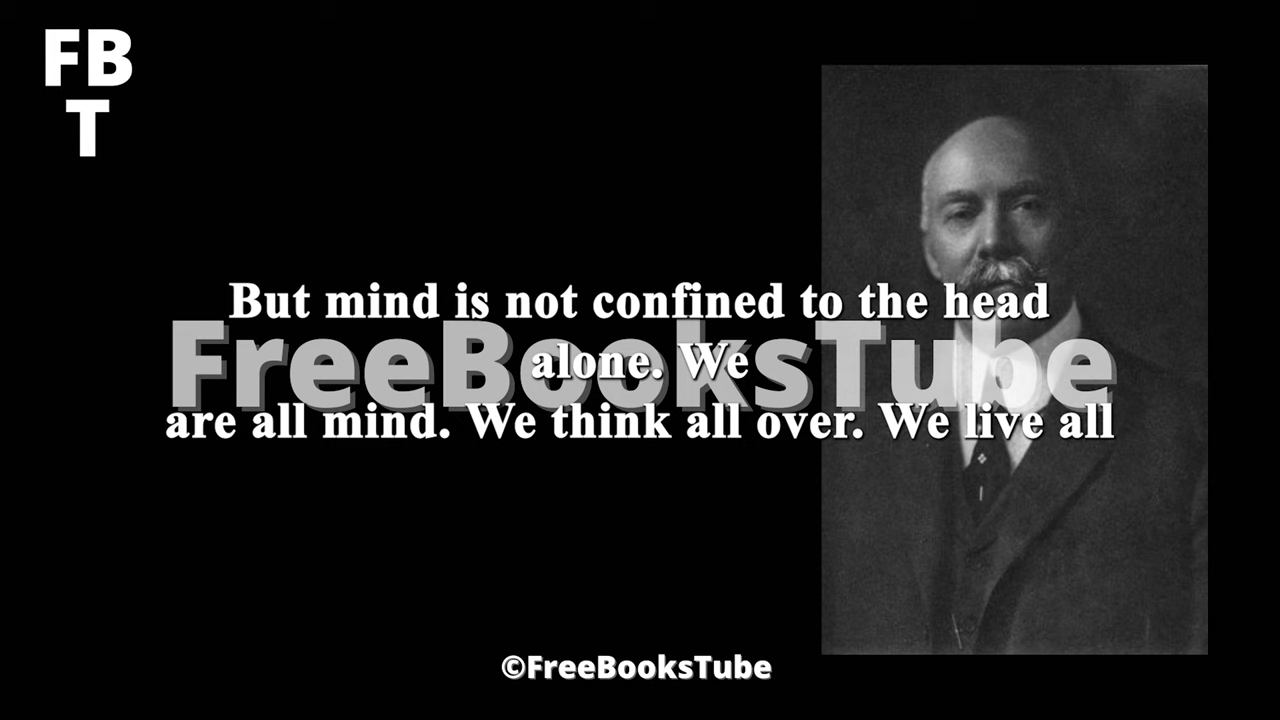 FB
T
But mind is not confined to the head
alone. We
FreeBooksTube
are all mind. We think all over. We live all
©FreeBooksTube